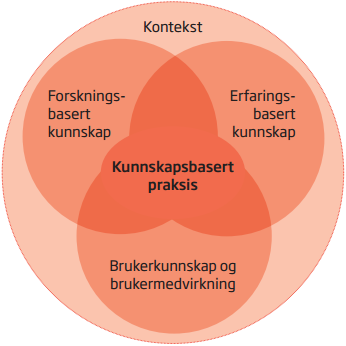 Kontekst
Forsknings-
basert
kunnskap
Erfarings-
basert
kunnskap
Kunnskapsbasert
praksis
Brukerkunnskap og
brukermedvirkning